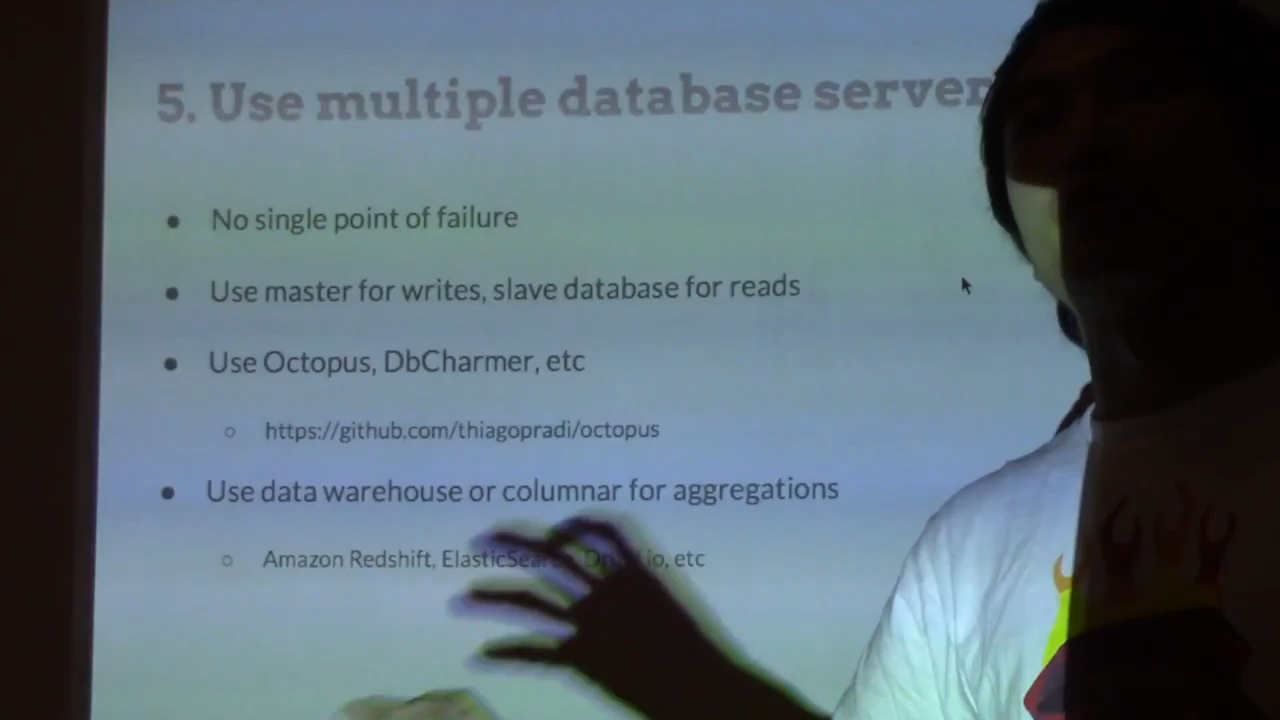 5. Use multiple database server
● No single point of failure
● Use master for writes, slave database for reads
● Use Octopus, DbCharmer, etc
○ https://github.com/thiagopradi/octopus
● Use data warehouse or columnar for aggregations
○ Amazon Redshift, etc